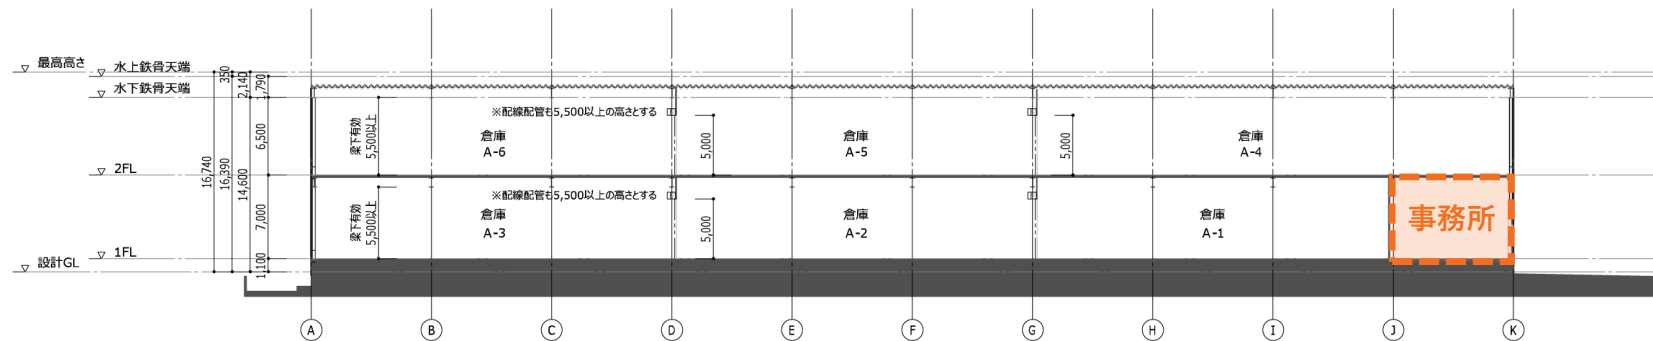 最高高さ
水上鉄骨天端
水下鉄骨天端
2FL
1FL
設計GL
16,740
350
16,390
2,140
14,600
1,790
6,500
7,000
1,100
梁下有効
5,500以上
※配線配管も5,500以上の高さとする
倉庫
A-6
5,000
倉庫
A-5
5,000
倉庫
A-4
梁下有効
5,500以上
※配線配管も5,500以上の高さとする
倉庫
A-3
5,000
倉庫
A-2
倉庫
A-1
事務所
A
B
C
D
E
F
G
H
I
J
K